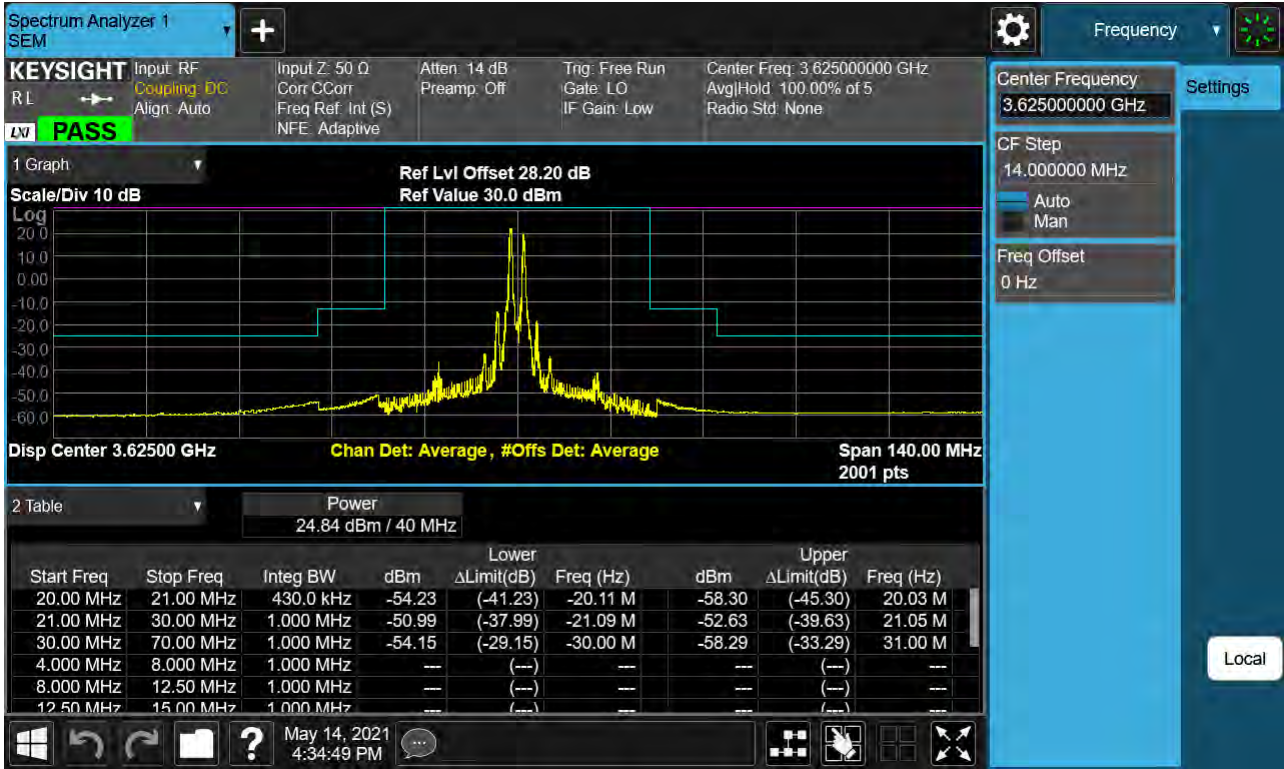 Spectrum Analyzer 1
SEM
+
Frequency
KEYSIGHT
R L
LXI PASS
Input: RF
Coupling: DC
Align: Auto
Input Z: 50 Ω
Corr CCorr
Freq Ref: Int (S)
NFE: Adaptive
Atten: 14 dB
Preamp: Off
Trig: Free Run
Gate: LO
IF Gain: Low
Center Freq: 3.625000000 GHz
Avg|Hold: 100.00% of 5
Radio Std: None
Center Frequency
3.625000000 GHz
Settings
CF Step
14.000000 MHz
Auto
Man
Freq Offset
0 Hz
1 Graph
Scale/Div 10 dB
Ref Lvl Offset 28.20 dB
Ref Value 30.0 dBm
Log
20.0
10.0
0.00
-10.0
-20.0
-30.0
-40.0
-50.0
-60.0
Disp Center 3.62500 GHz
Chan Det: Average, #Offs Det: Average
Span 140.00 MHz
2001 pts
2 Table
Power
24.84 dBm / 40 MHz
Lower Upper
Start Freq Stop Freq Integ BW dBm ΔLimit(dB) Freq (Hz) dBm ΔLimit(dB) Freq (Hz)
20.00 MHz 21.00 MHz 430.0 kHz -54.23 (-41.23) -20.11 M -58.30 (-45.30) 20.03 M
21.00 MHz 30.00 MHz 1.000 MHz -50.99 (-37.99) -21.09 M -52.63 (-39.63) 21.05 M
30.00 MHz 70.00 MHz 1.000 MHz -54.15 (-29.15) -30.00 M -58.29 (-33.29) 31.00 M
4.000 MHz 8.000 MHz 1.000 MHz --- (---) --- --- (---) ---
8.000 MHz 12.50 MHz 1.000 MHz --- (---) --- --- (---) ---
12.50 MHz 15.00 MHz 1.000 MHz --- (---) --- --- (---) ---
Local
?
May 14, 2021
4:34:49 PM